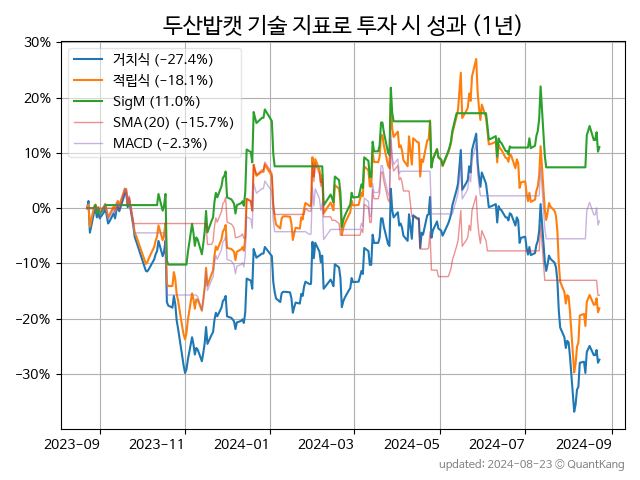 두산밥캣 기술 지표로 투자 시 성과 (1년)
거치식 (−27.4%)
적립식 (−18.1%)
SigM (11.0%)
SMA(20) (−15.7%)
MACD (−2.3%)
30%
20%
10%
0%
−10%
−20%
−30%
2023-09 2023-11 2024-01 2024-03 2024-05 2024-07 2024-09
updated: 2024-08-23 ⓒ QuantKang